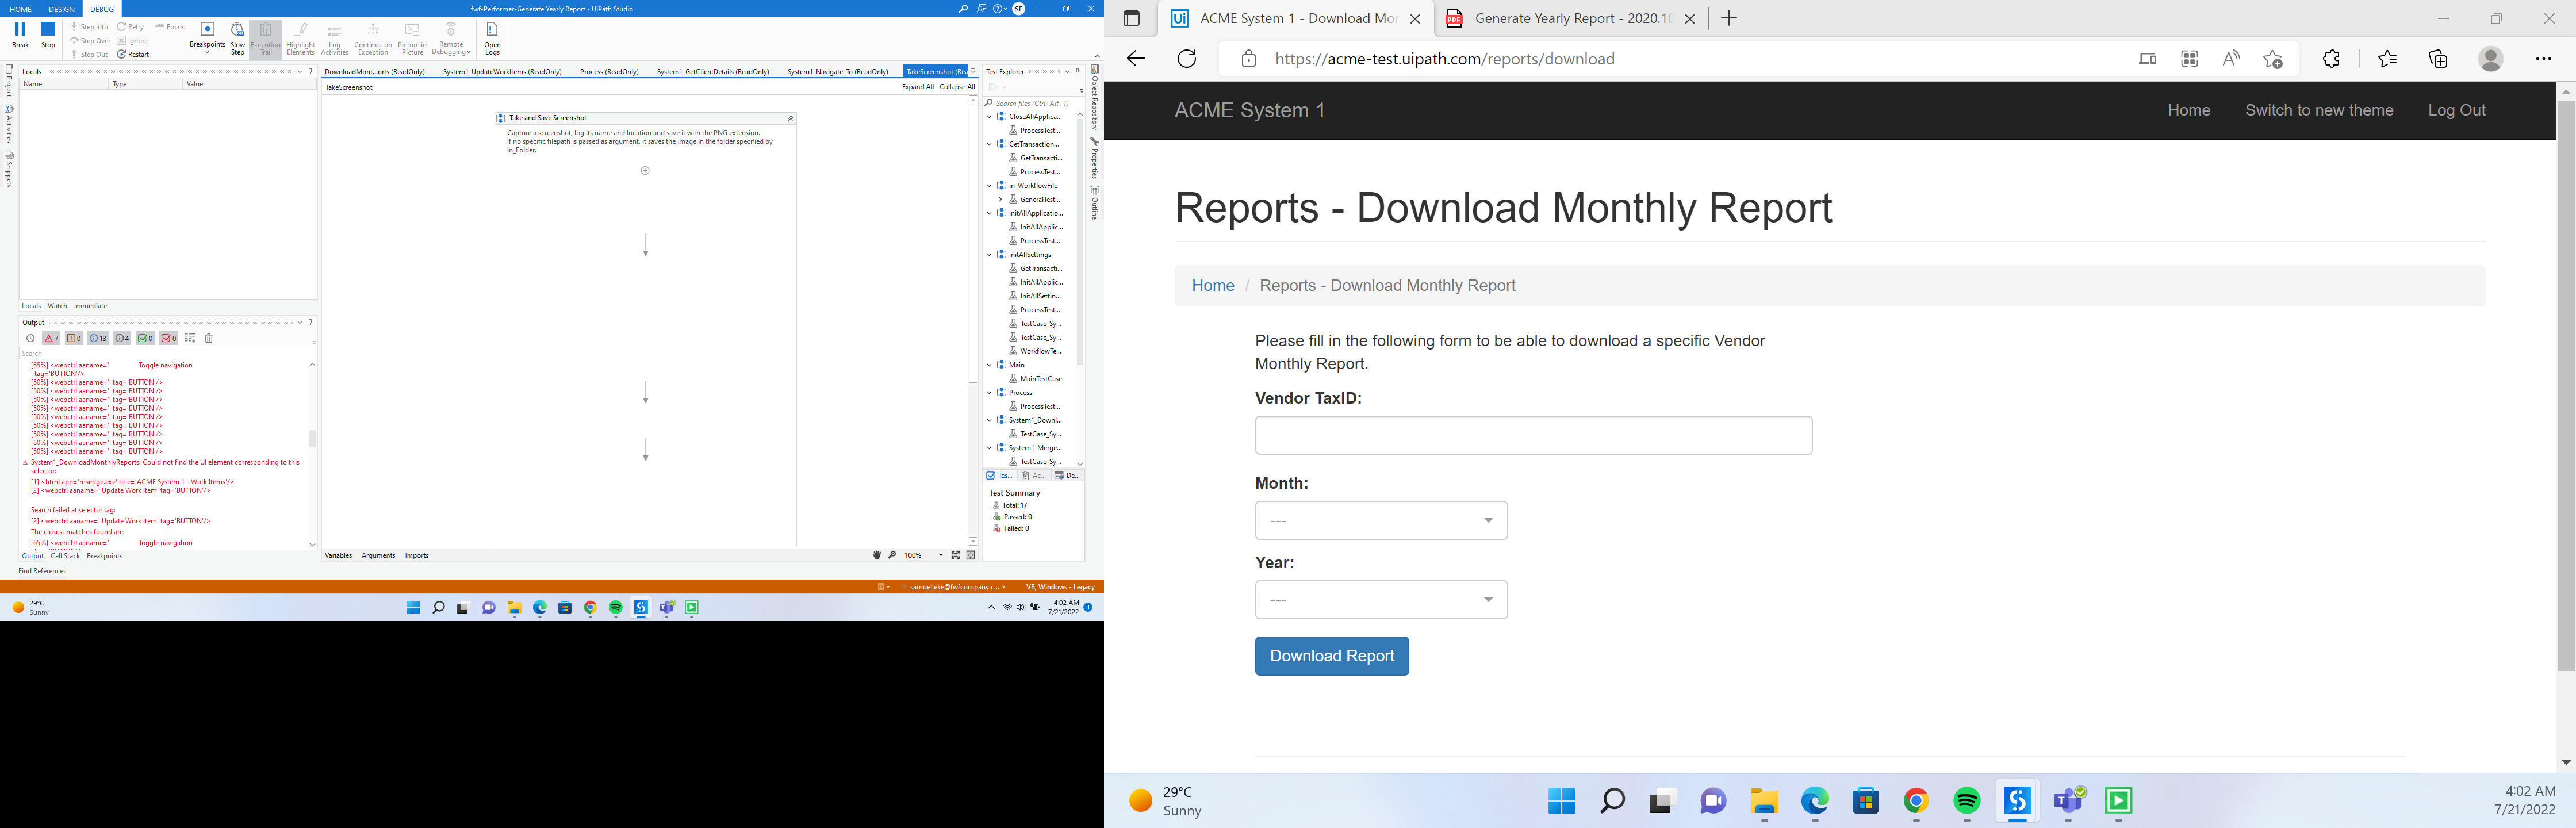 HOME DESIGN DEBUG
fwf-Performer-Generate Yearly Report - UiPath Studio
SE
Break
Stop
Step Into
Step Over
Step Out
Retry
Ignore
Restart
Focus
Breakpoints
Slow Step
Execution Trail
Highlight Elements
Log Activities
Continue on Exception
Picture in Picture
Remote Debugging
Open Logs
Project
Activities
Snippets
Locals
Name Type Value
Locals Watch Immediate
Output
7 0 13 4 0 0
Search
[65%] <webctrl aaname=' Toggle navigation
' tag='BUTTON'/>
[50%] <webctrl aaname='' tag='BUTTON'/>
[50%] <webctrl aaname='' tag='BUTTON'/>
[50%] <webctrl aaname='' tag='BUTTON'/>
[50%] <webctrl aaname='' tag='BUTTON'/>
[50%] <webctrl aaname='' tag='BUTTON'/>
[50%] <webctrl aaname='' tag='BUTTON'/>
[50%] <webctrl aaname='' tag='BUTTON'/>
[50%] <webctrl aaname='' tag='BUTTON'/>
[50%] <webctrl aaname='' tag='BUTTON'/>
System1_DownloadMonthlyReports: Could not find the UI element corresponding to this
selector:
[1] <html app='msedge.exe' title='ACME System 1 - Work Items'/>
[2] <webctrl aaname=' Update Work Item' tag='BUTTON'/>
Search failed at selector tag:
[2] <webctrl aaname=' Update Work Item' tag='BUTTON'/>
The closest matches found are:
[65%] <webctrl aaname=' Toggle navigation
Output Call Stack Breakpoints
Find References
_DownloadMont...orts (ReadOnly) System1_UpdateWorkItems (ReadOnly) Process (ReadOnly) System1_GetClientDetails (ReadOnly) System1_Navigate_To (ReadOnly) TakeScreenshot (Rea
TakeScreenshot
Expand All Collapse All
Take and Save Screenshot
Capture a screenshot, log its name and location and save it with the PNG extension.
If no specific filepath is passed as argument, it saves the image in the folder specified by
in_Folder.
Variables Arguments Imports
100%
Test Explorer
Search files (Ctrl+Alt+T)
CloseAllApplica...
ProcessTest...
GetTransaction...
GetTransacti...
ProcessTest...
in_WorkflowFile
GeneralTest...
InitAllApplicatio...
InitAllApplic...
ProcessTest...
InitAllSettings
GetTransacti...
InitAllApplic...
InitAllSettin...
ProcessTest...
TestCase_Sy...
TestCase_Sy...
WorkflowTe...
Main
MainTestCase
Process
ProcessTest...
System1_Downl...
TestCase_Sy...
System1_Merge...
TestCase_Sy...
Tes... Ac... De...
Test Summary
Total: 17
Passed: 0
Failed: 0
Object Repository
Properties
Outline
samuel.eke@fwfcompany.c... VB, Windows - Legacy
29°C
Sunny
4:02 AM
7/21/2022
ACME System 1 - Download Mon
PDF
Generate Yearly Report - 2020.10
https://acme-test.uipath.com/reports/download
ACME System 1
Home Switch to new theme Log Out
Reports - Download Monthly Report
Home / Reports - Download Monthly Report
Please fill in the following form to be able to download a specific Vendor
Monthly Report.
Vendor TaxID:
Month:
---
Year:
---
Download Report
29°C
Sunny
4:02 AM
7/21/2022